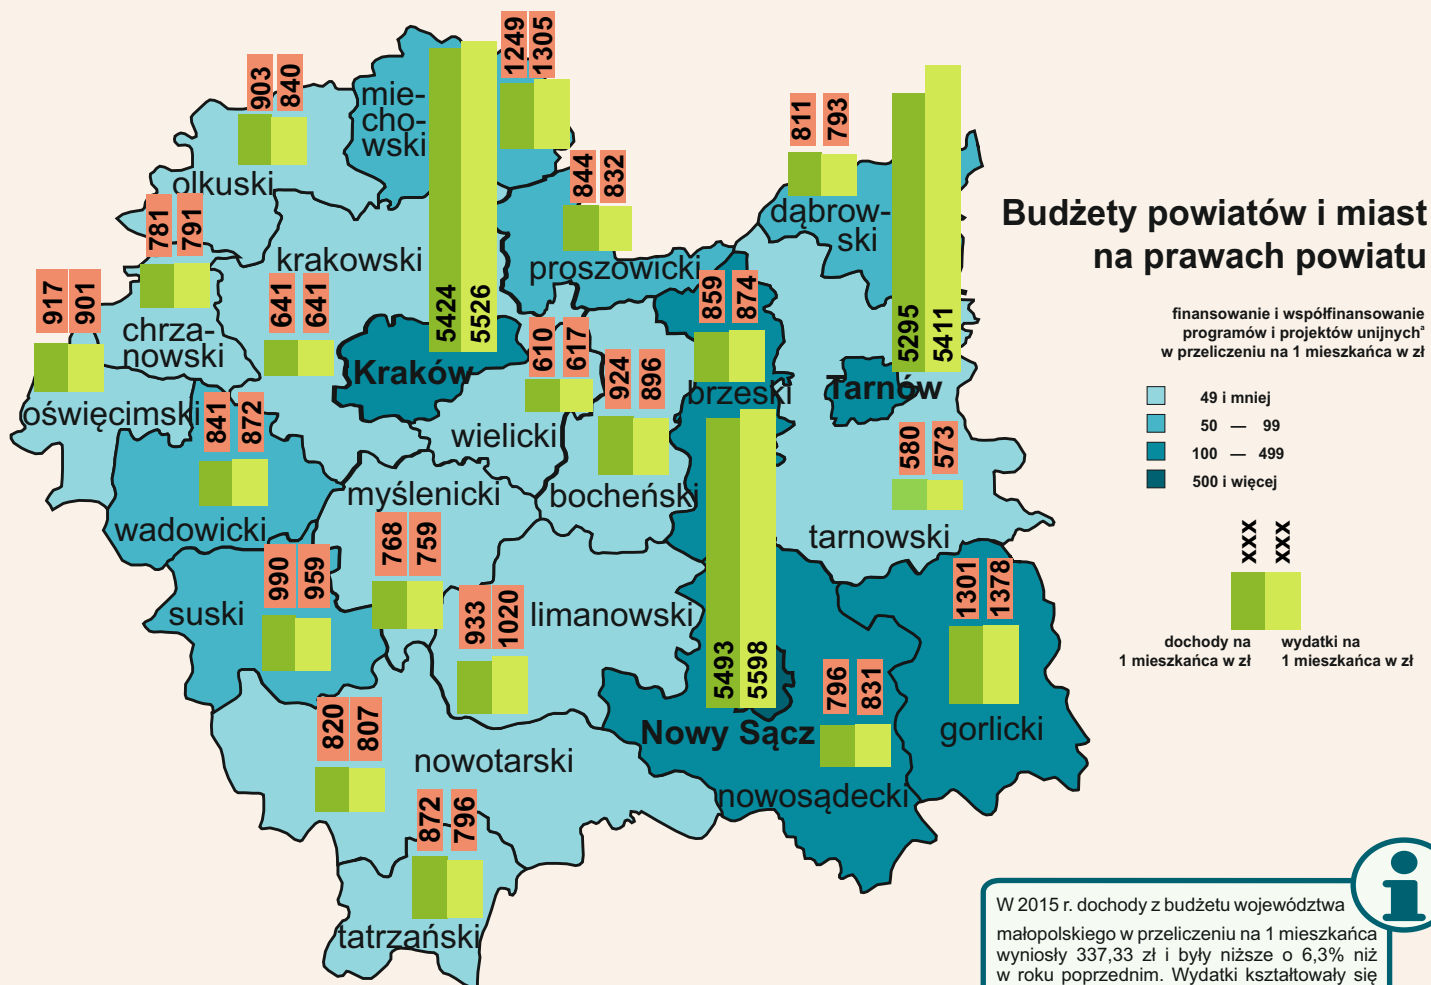 1249
1305
903
840
mie-
cho-
wski
811
793
844
832
olkuski
781
791
dąbrow-
ski
Budżety powiatów i miast
na prawach powiatu
krakowski
proszowicki
917
901
641
641
5424
5526
859
874
5295
5411
finansowanie i współfinansowanie
programów i projektów unijnychª
w przeliczeniu na 1 mieszkańca w zł
chrza-
nowski
610
617
924
896
Kraków
brzeski
Tarnów
49 i mniej
50 — 99
100 — 499
500 i więcej
oświęcimski
841
872
wielicki
580
573
myślenicki
bocheński
wadowicki
tarnowski
768
759
xxx
xxx
990
959
933
1020
1301
1378
suski
limanowski
dochody na
1 mieszkańca w zł
wydatki na
1 mieszkańca w zł
5493
5598
796
831
820
807
Nowy Sącz
gorlicki
nowotarski
nowosądecki
872
796
tatrzański
W 2015 r. dochody z budżetu województwa
małopolskiego w przeliczeniu na 1 mieszkańca
wyniosły 337,33 zł i były niższe o 6,3% niż
w roku poprzednim. Wydatki kształtowały się